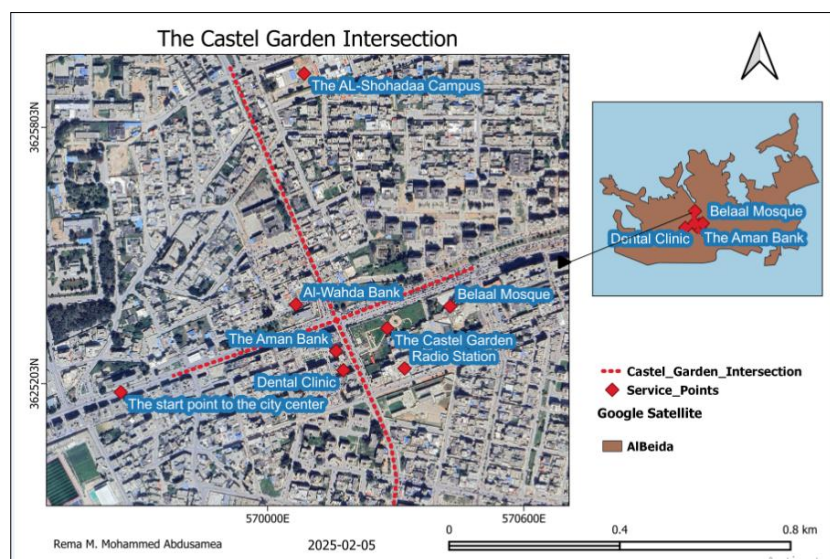 The Castel Garden Intersection
The AL-Shohadaa Campus
3625803N
Belaal Mosque
Dental Clinic
The Aman Bank
Al-Wahda Bank
Belaal Mosque
The Aman Bank
The Castel Garden
Radio Station
Dental Clinic
The start point to the city center
3625203N
Castel_Garden_Intersection
Service_Points
Google Satellite
AlBeida
570000E
570600E
Rema M. Mohammed Abdusamea
2025-02-05
0
0.4
0.8 km